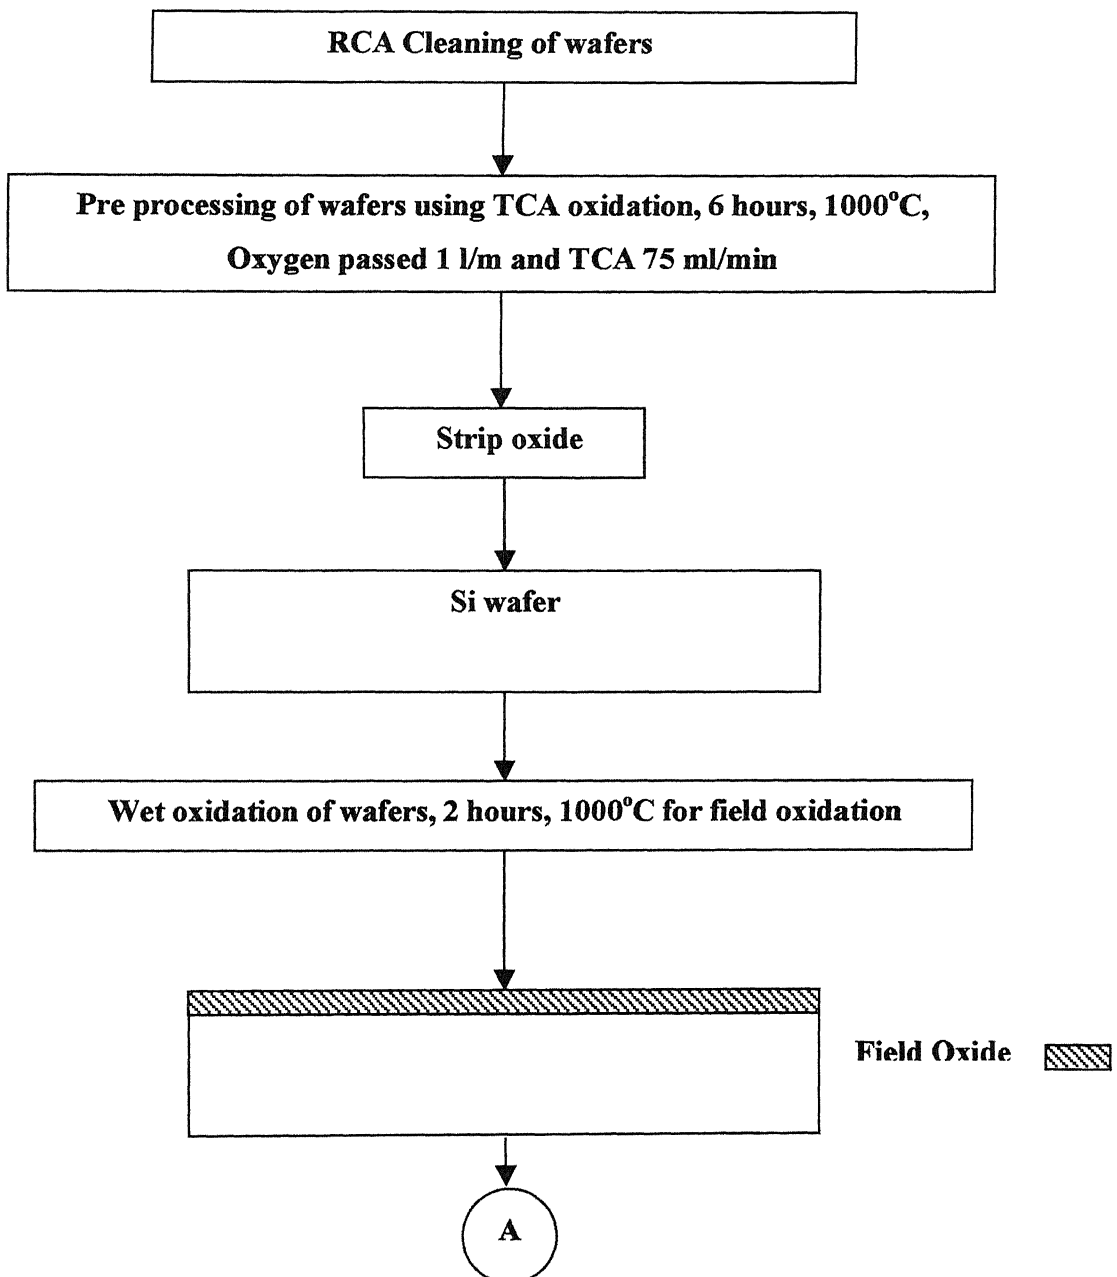 RCA Cleaning of wafers
Pre processing of wafers using TCA oxidation, 6 hours, 1000°C,
Oxygen passed 1 l/m and TCA 75 ml/min
Strip oxide
Si wafer
Wet oxidation of wafers, 2 hours, 1000°C for field oxidation
Field Oxide
A